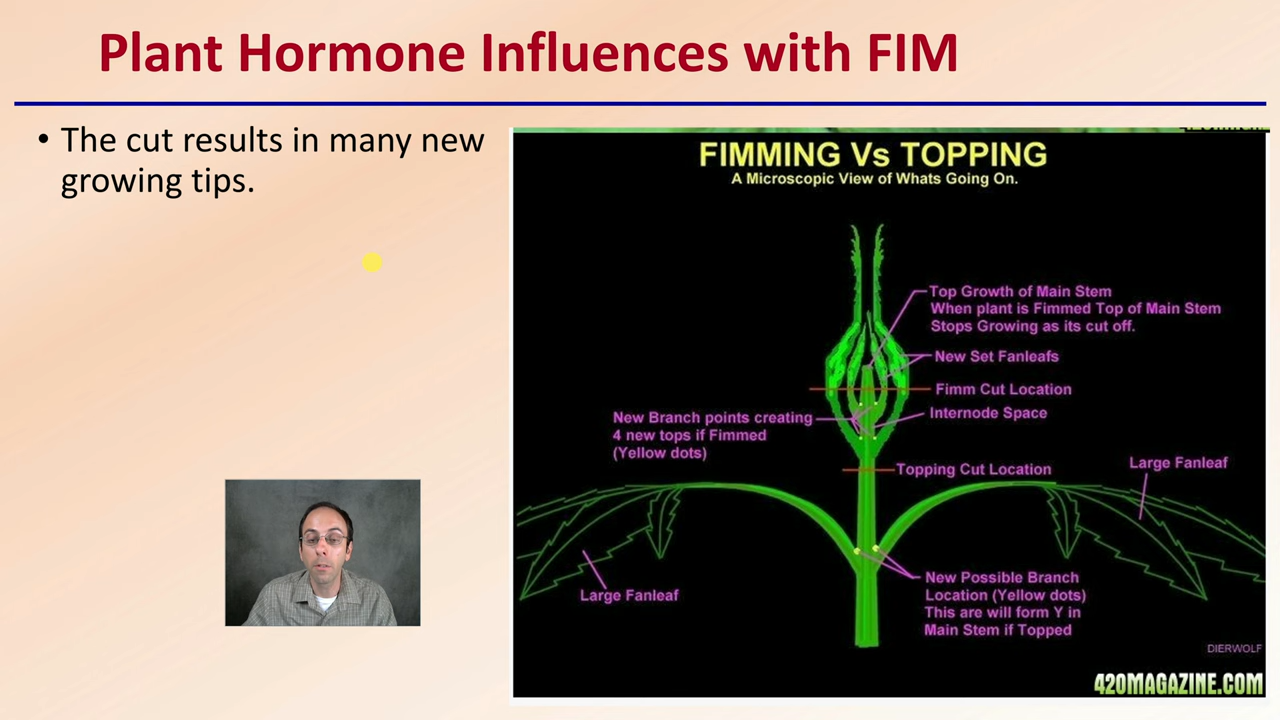 Plant Hormone Influences with FIM
• The cut results in many new
growing tips.
FIMMING Vs TOPPING
A Microscopic View of Whats Going On.
Top Growth of Main Stem
When plant is Fimmed Top of Main Stem
Stops Growing as its cut off.
New Set Fanleafs
Fimm Cut Location
Internode Space
New Branch points creating
4 new tops if Fimmed
(Yellow dots)
Topping Cut Location
Large Fanleaf
Large Fanleaf
New Possible Branch
Location (Yellow dots)
This are will form Y in
Main Stem if Topped
DIERWOLF
420MAGAZINE.COM